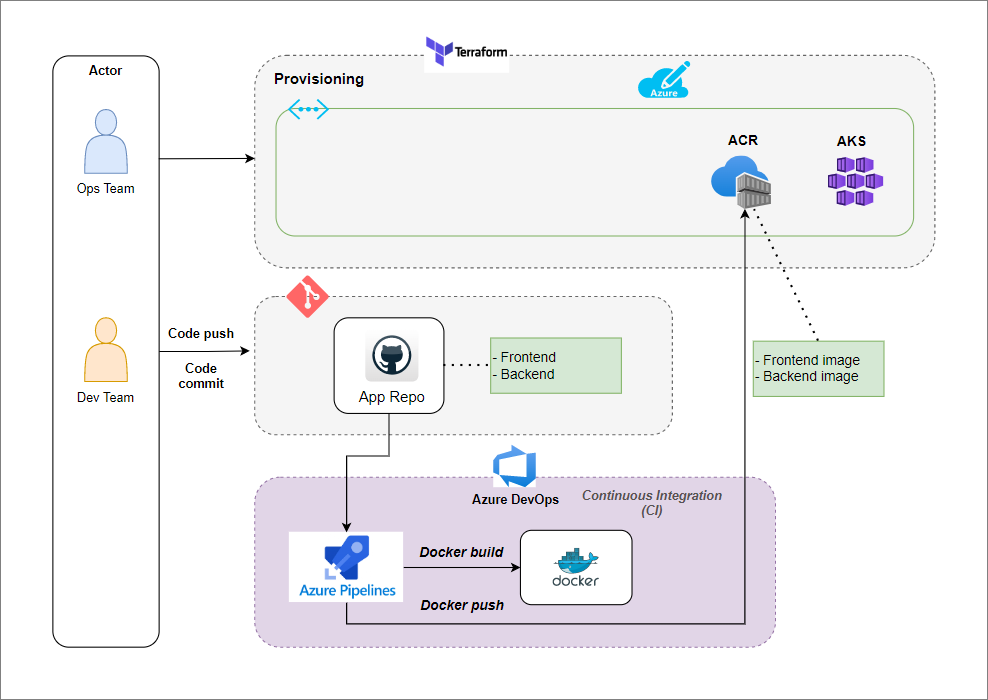 Terraform
Actor
Provisioning
Azure
ACR
AKS
Ops Team
Code push
Code
commit
Dev Team
App Repo
- Frontend
- Backend
- Frontend image
- Backend image
Azure DevOps
Continuous Integration
(CI)
Docker build
Azure Pipelines
docker
Docker push